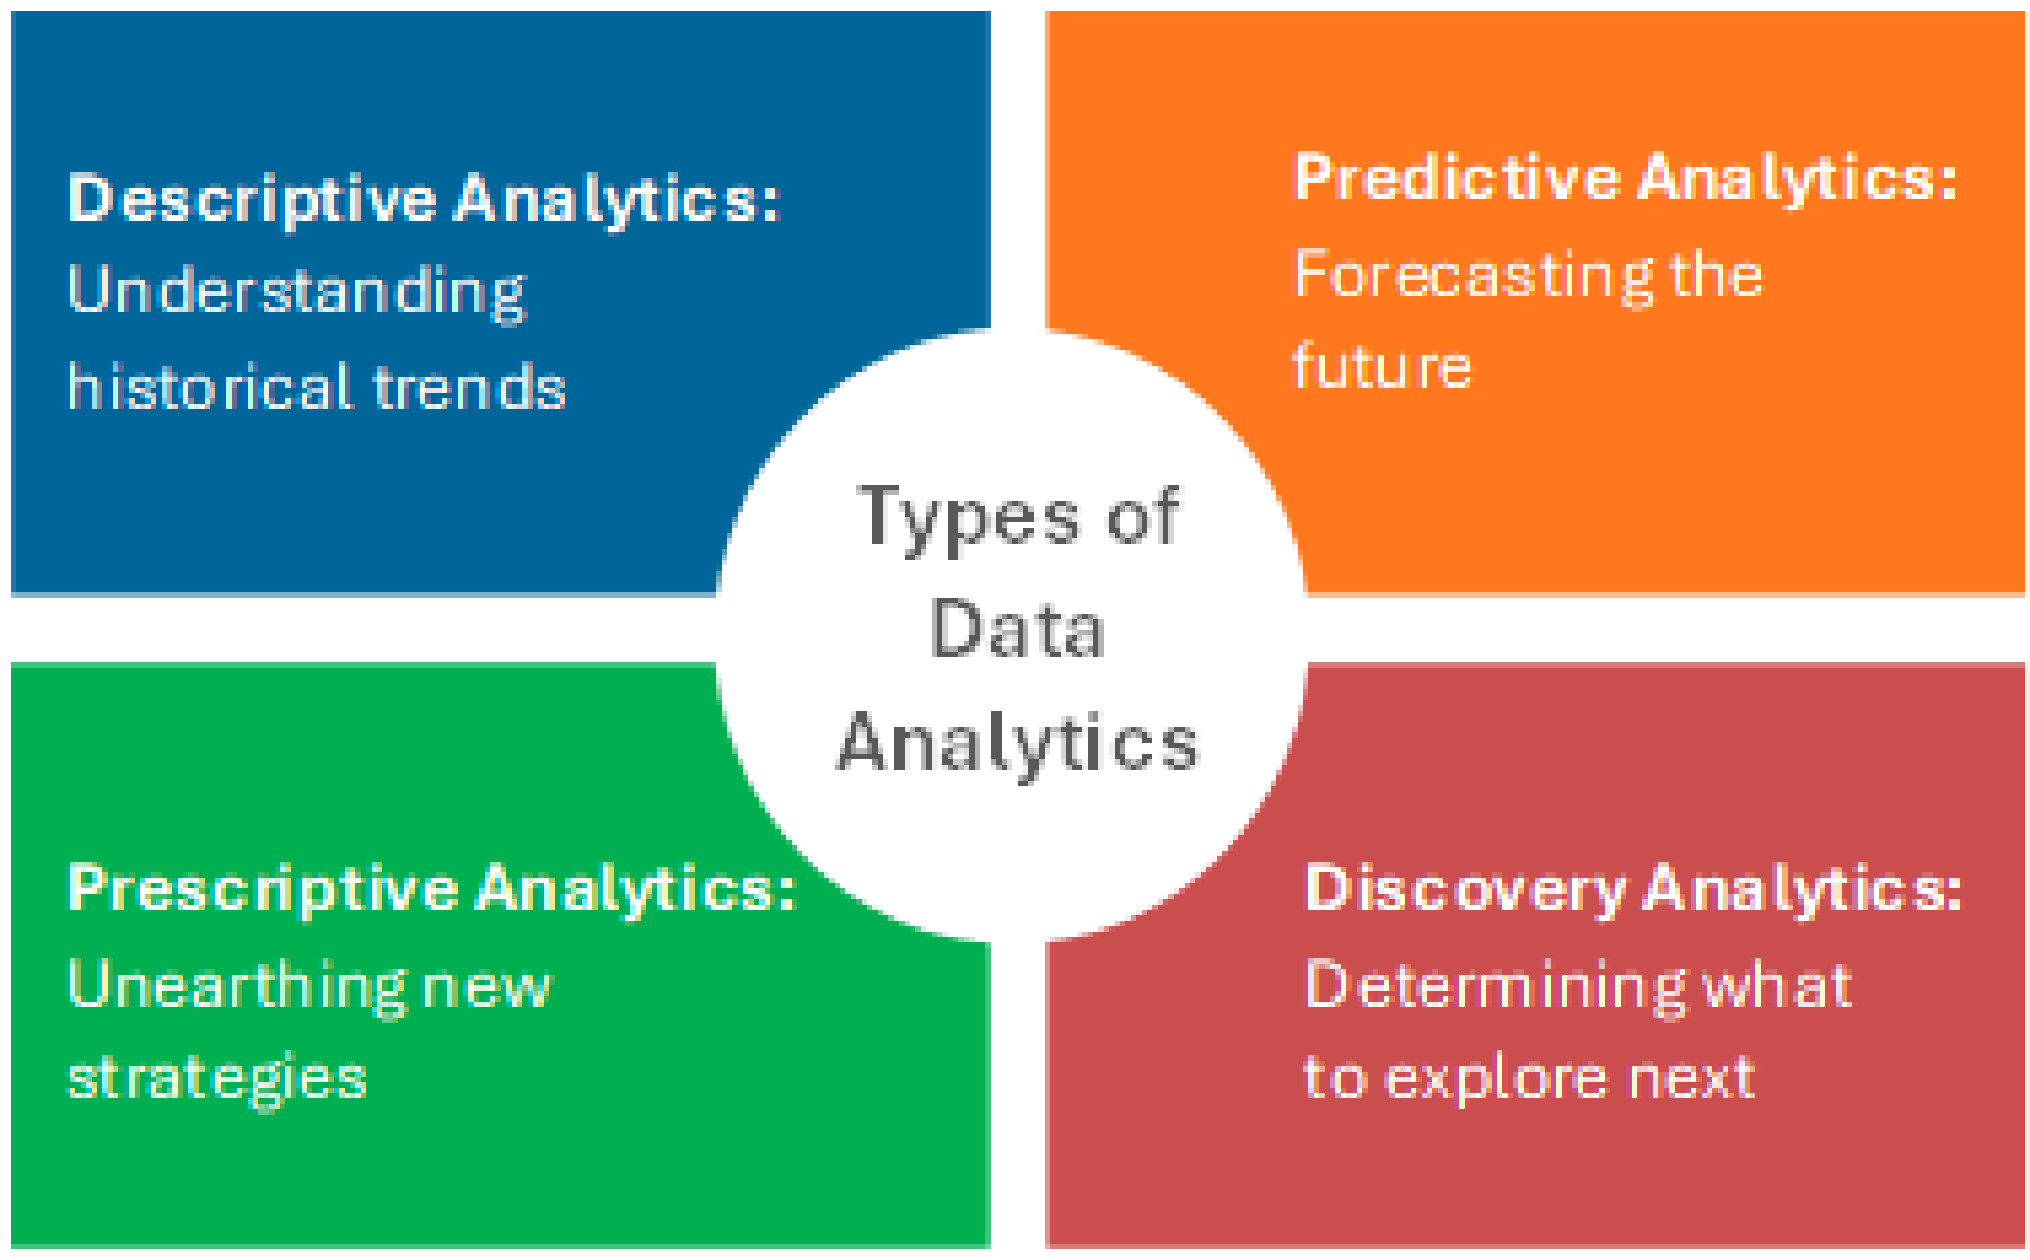 Descriptive Analytics:
Understanding
historical trends
Predictive Analytics:
Forecasting the
future
Types of
Data
Analytics
Prescriptive Analytics:
Unearthing new
strategies
Discovery Analytics:
Determining what
to explore next